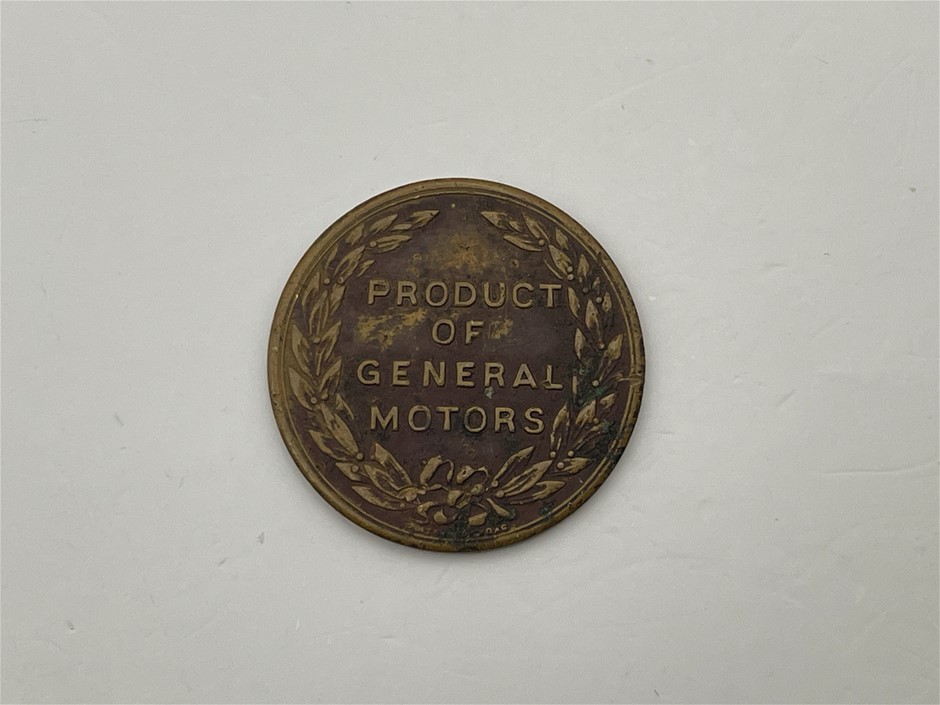 PRODUCT
OF
GENERAL
MOTORS